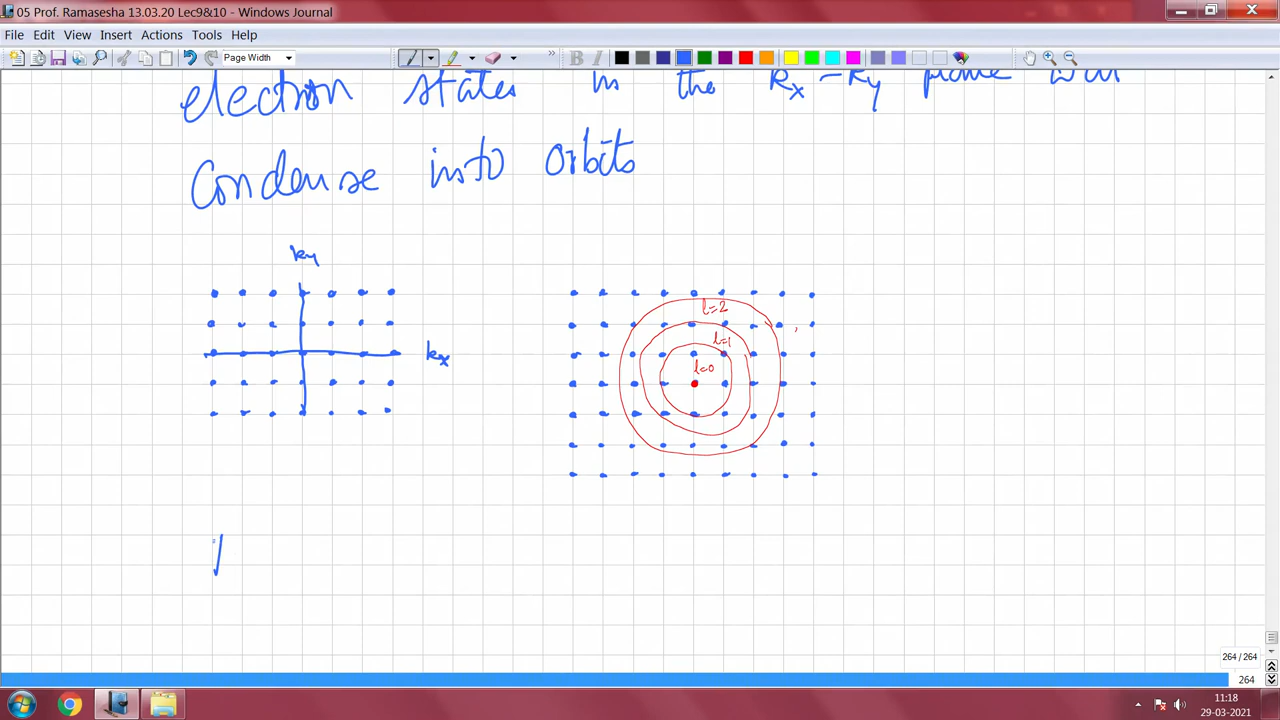 05 Prof. Ramasesha 13.03.20 Lec9&10 - Windows Journal
File Edit View Insert Actions Tools Help
Page Width
electron states in the kx - ky plane will
Condense into orbits
ky
kx
l=2
l=1
l=0
264 / 264
264
11:18
29-03-2021